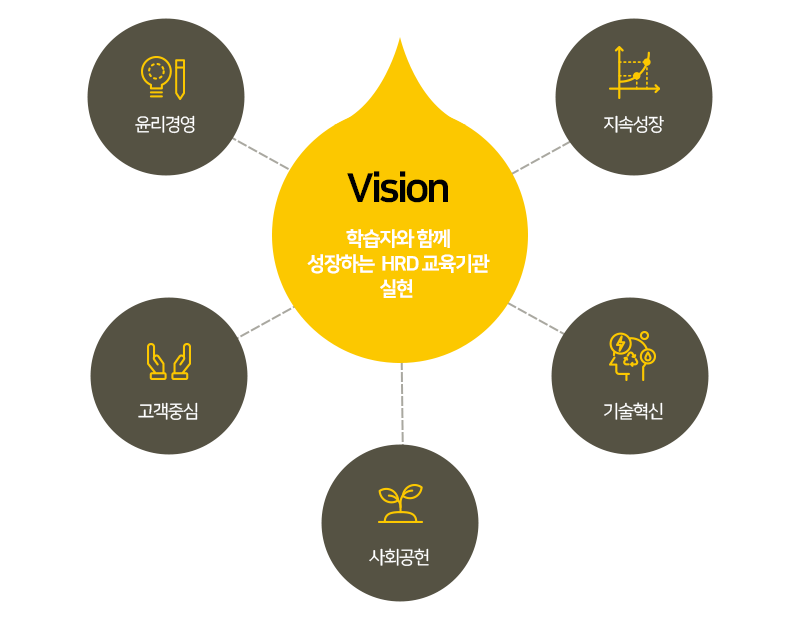 윤리경영
지속성장
Vision
학습자와 함께
성장하는 HRD 교육기관
실현
고객중심
기술혁신
사회공헌